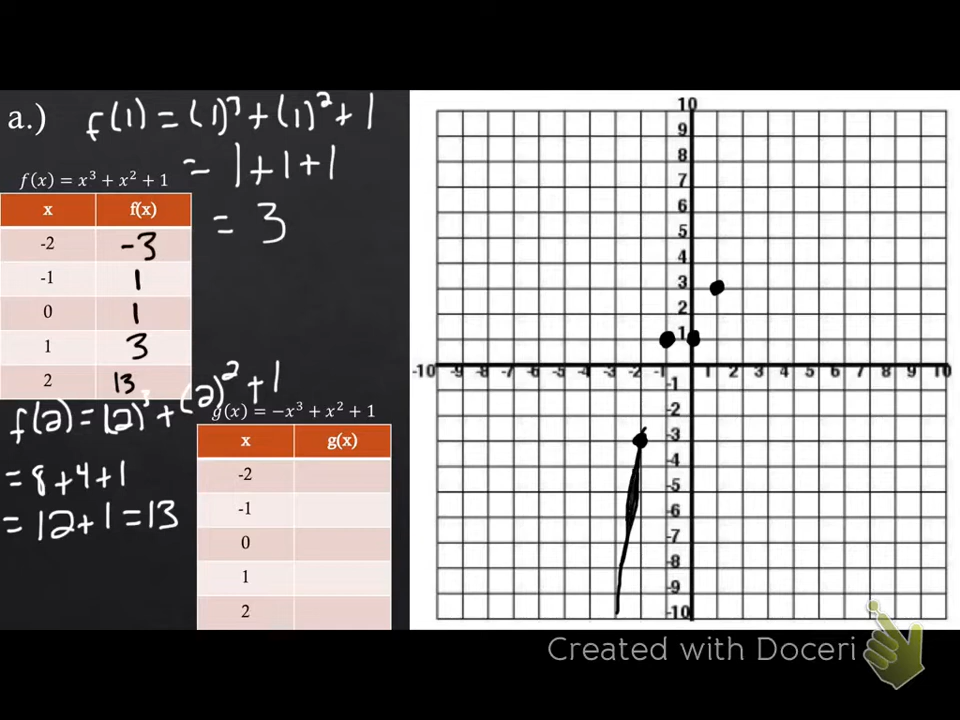 a.) f(1) = (1)³ + (1)² + 1
= 1 + 1 + 1
f(x) = x³ + x² + 1
= 3
x f(x)
-2 -3
-1 1
0 1
1 3
2 13
f(2) = (2)³ + (2)² + 1
= 8 + 4 + 1
= 12 + 1 = 13
g(x) = −x³ + x² + 1
x g(x)
-2
-1
0
1
2
10
9
8
7
6
5
4
3
2
1
-10 -9 -8 -7 -6 -5 -4 -3 -2 -1 1 2 3 4 5 6 7 8 9 10
-1
-2
-3
-4
-5
-6
-7
-8
-9
-10
Created with Doceri